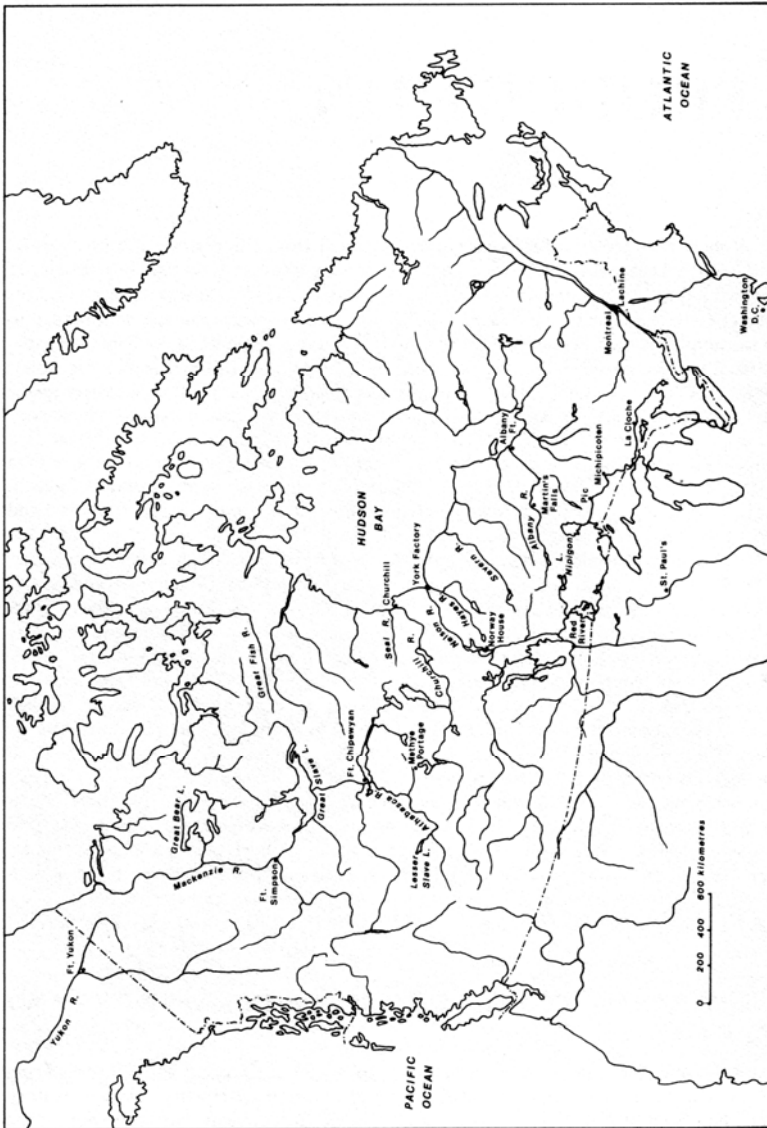 ATLANTIC
OCEAN
PACIFIC
OCEAN
HUDSON
BAY
Yukon R.
Ft. Yukon
Mackenzie R.
Great Bear L.
Ft.
Simpson
Great Slave L.
Great Fish R.
Ft. Chipewyan
Athabasca R.
Lesser
Slave L.
Methye
Portage
Seal R.
Churchill
Churchill R.
York Factory
Nelson R.
Hayes R.
Norway
House
Severn R.
Albany
Ft.
Albany R.
Martin's
Falls
L.
Nipigon
Pic
Michipicoten
La Cloche
Red
River
St. Paul's
Montreal
Lachine
Washington
D.C.
0 200 400 600 kilometres